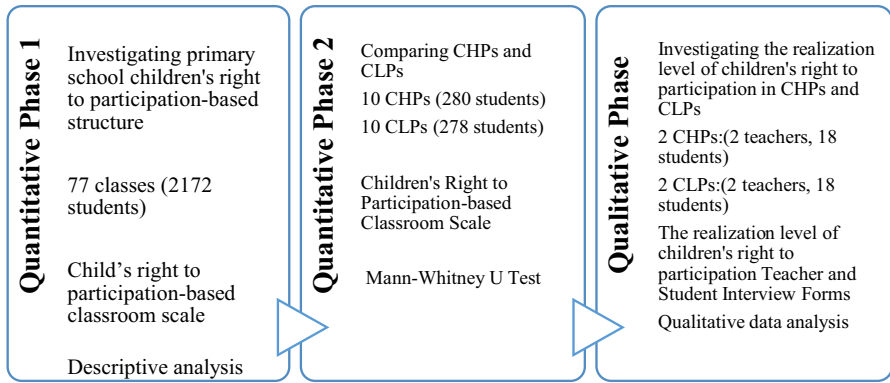 Quantitative Phase 1
Investigating primary
school children's right
to participation-based
structure
77 classes (2172
students)
Child’s right to
participation-based
classroom scale
Descriptive analysis
Quantitative Phase 2
Comparing CHPs and
CLPs
10 CHPs (280 students)
10 CLPs (278 students)
Children's Right to
Participation-based
Classroom Scale
Mann-Whitney U Test
Qualitative Phase
Investigating the realization
level of children's right to
participation in CHPs and
CLPs
2 CHPs:(2 teachers, 18
students)
2 CLPs:(2 teachers, 18
students)
The realization level of
children's right to
participation Teacher and
Student Interview Forms
Qualitative data analysis